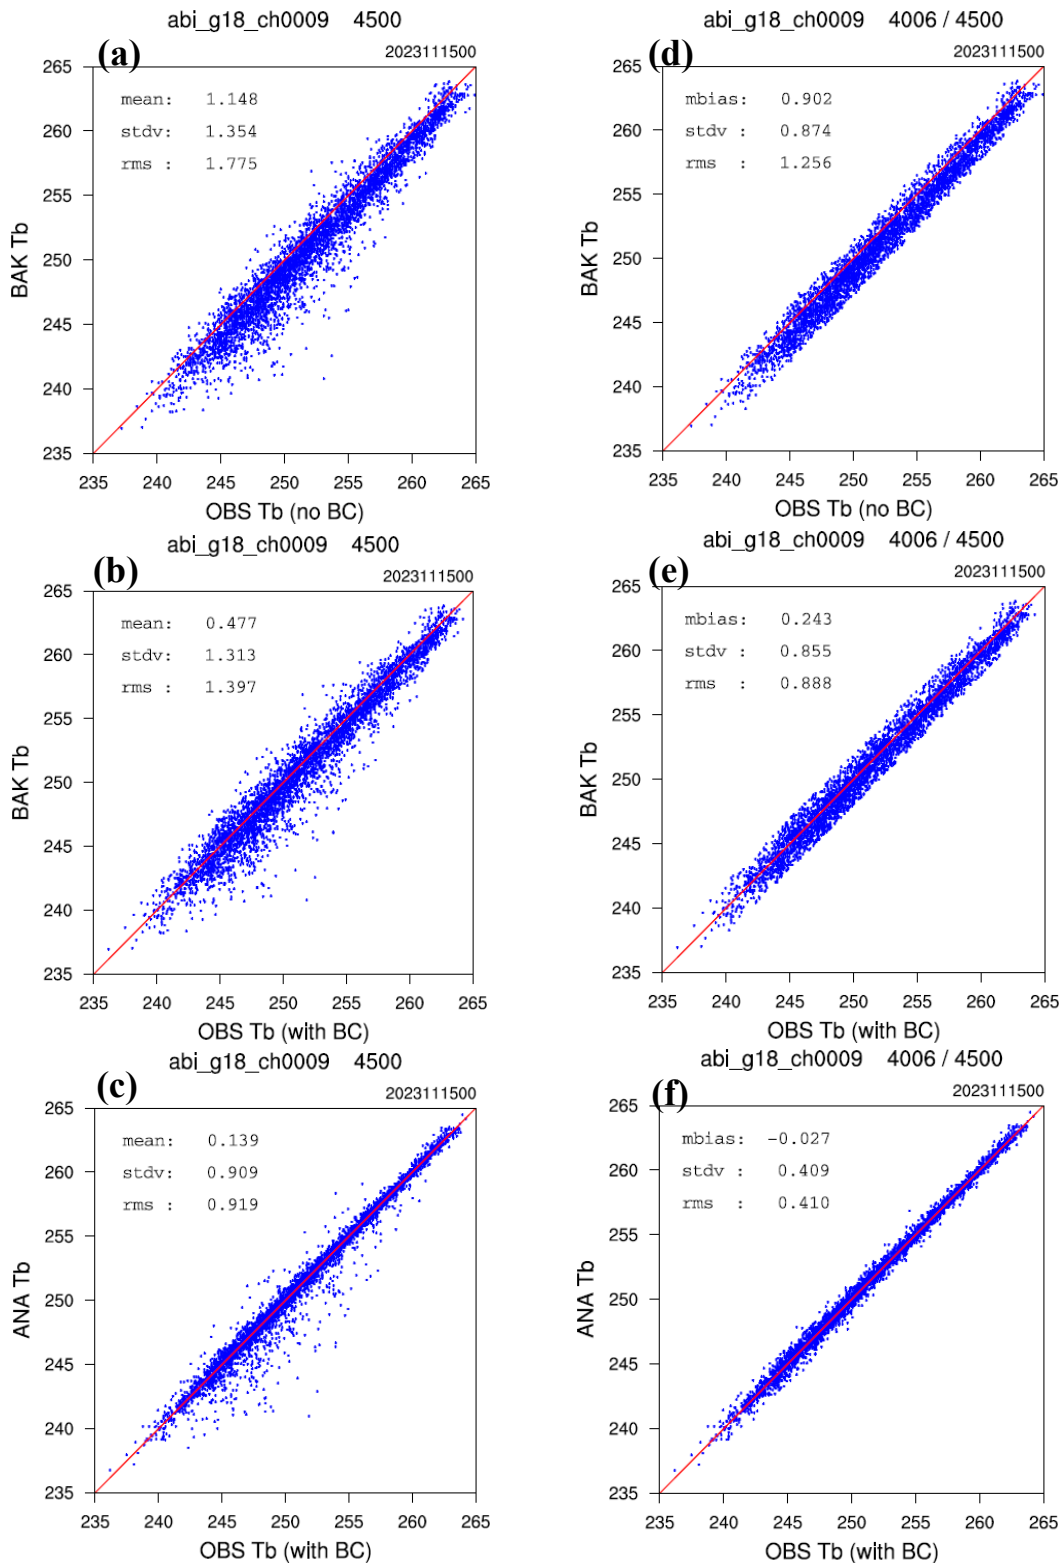 abi_g18_ch0009 4500
(a)
2023111500
265
260
255
250
245
240
235
mean: 1.148
stdv: 1.354
rms : 1.775
BAK Tb
235 240 245 250 255 260 265
OBS Tb (no BC)
abi_g18_ch0009 4006 / 4500
(d)
2023111500
265
260
255
250
245
240
235
mbias: 0.902
stdv : 0.874
rms : 1.256
BAK Tb
235 240 245 250 255 260 265
OBS Tb (no BC)
abi_g18_ch0009 4500
(b)
2023111500
265
260
255
250
245
240
235
mean: 0.477
stdv: 1.313
rms : 1.397
BAK Tb
235 240 245 250 255 260 265
OBS Tb (with BC)
abi_g18_ch0009 4006 / 4500
(e)
2023111500
265
260
255
250
245
240
235
mbias: 0.243
stdv : 0.855
rms : 0.888
BAK Tb
235 240 245 250 255 260 265
OBS Tb (with BC)
abi_g18_ch0009 4500
(c)
2023111500
265
260
255
250
245
240
235
mean: 0.139
stdv: 0.909
rms : 0.919
ANA Tb
235 240 245 250 255 260 265
OBS Tb (with BC)
abi_g18_ch0009 4006 / 4500
(f)
2023111500
265
260
255
250
245
240
235
mbias: -0.027
stdv : 0.409
rms : 0.410
ANA Tb
235 240 245 250 255 260 265
OBS Tb (with BC)